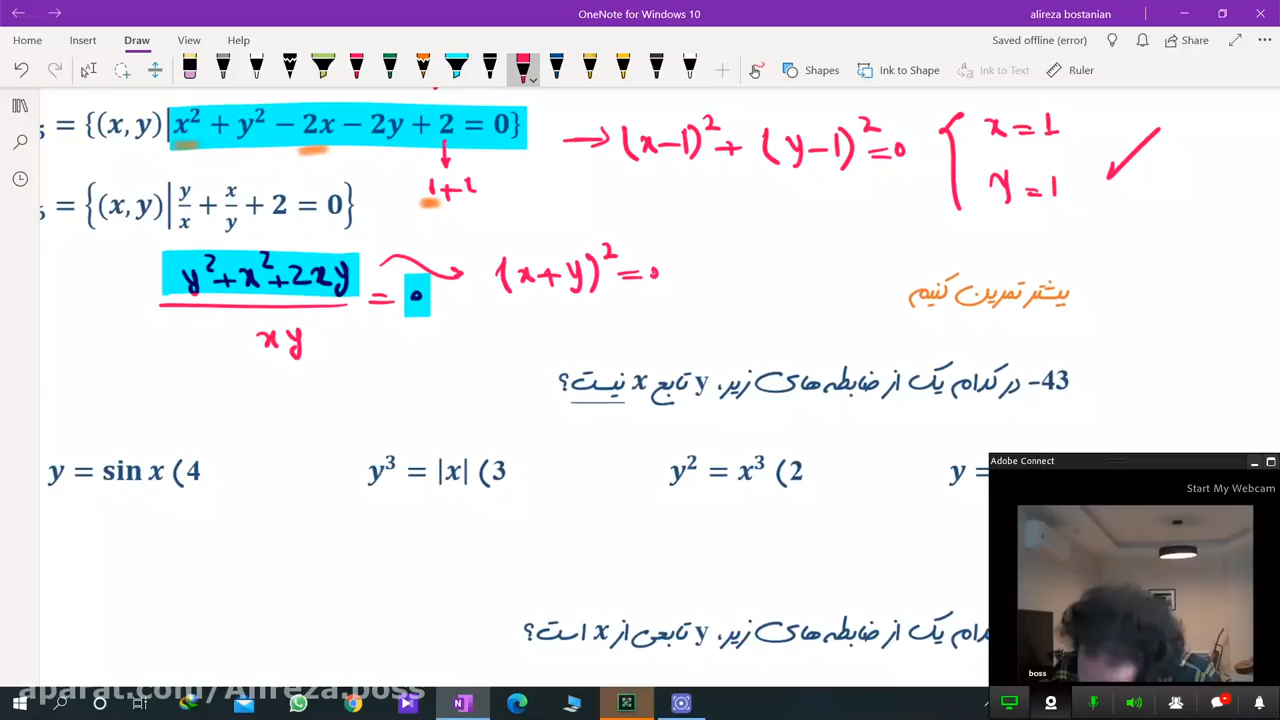 OneNote for Windows 10
alireza bostanian
Home Insert Draw View Help
Saved offline (error)
Share
Shapes
Ink to Shape
Ink to Text
Ruler
₅ = {(x, y)|x² + y² − 2x − 2y + 2 = 0}
→ (x−1)² + (y−1)² = 0
x = 1
y = 1
1+1
₆ = {(x, y)| y/x + x/y + 2 = 0}
y² + x² + 2xy / xy = 0
(x+y)² = 0
بیشتر تمرین کنیم
43- در کدام یک از ضابطه‌های زیر، y تابع x نیست؟
y =
y² = x³ (2
y³ = |x| (3
y = sin x (4
Adobe Connect
Start My Webcam
boss
کدام یک از ضابطه‌های زیر، y تابعی از x است؟
aparat.com/Alireza.boss